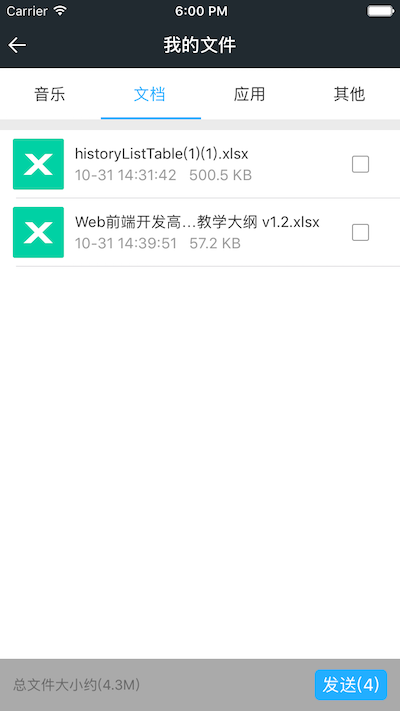 Carrier 6:00 PM
我的文件
音乐 文档 应用 其他
historyListTable(1)(1).xlsx
10-31 14:31:42 500.5 KB
Web前端开发高...教学大纲 v1.2.xlsx
10-31 14:39:51 57.2 KB
总文件大小约(4.3M) 发送(4)